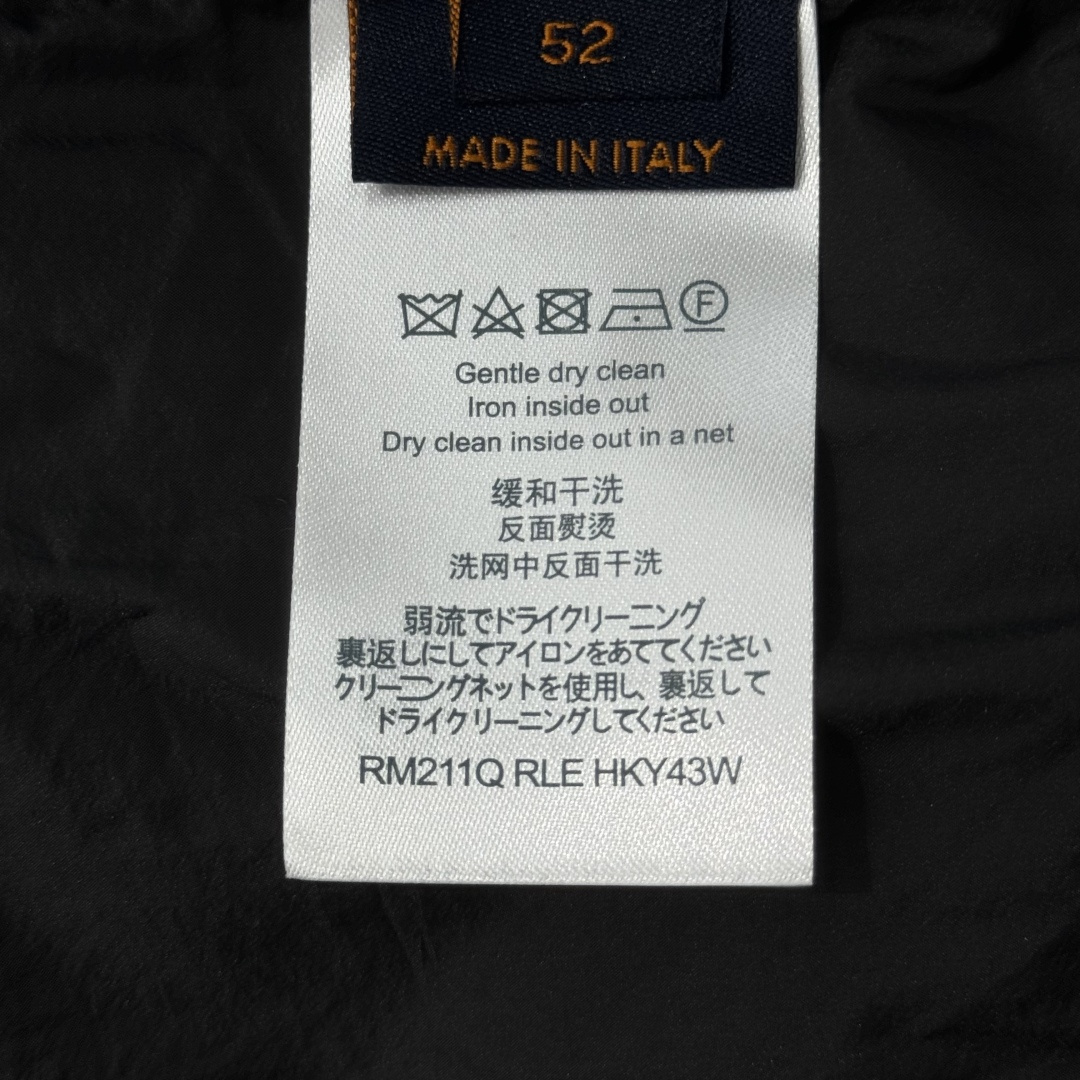 52
MADE IN ITALY
F
Gentle dry clean
Iron inside out
Dry clean inside out in a net
缓和干洗
反面熨烫
洗网中反面干洗
弱流でドライクリーニング
裏返しにしてアイロンをあててください
クリーニングネットを使用し、裏返して
ドライクリーニングしてください
RM211Q RLE HKY43W